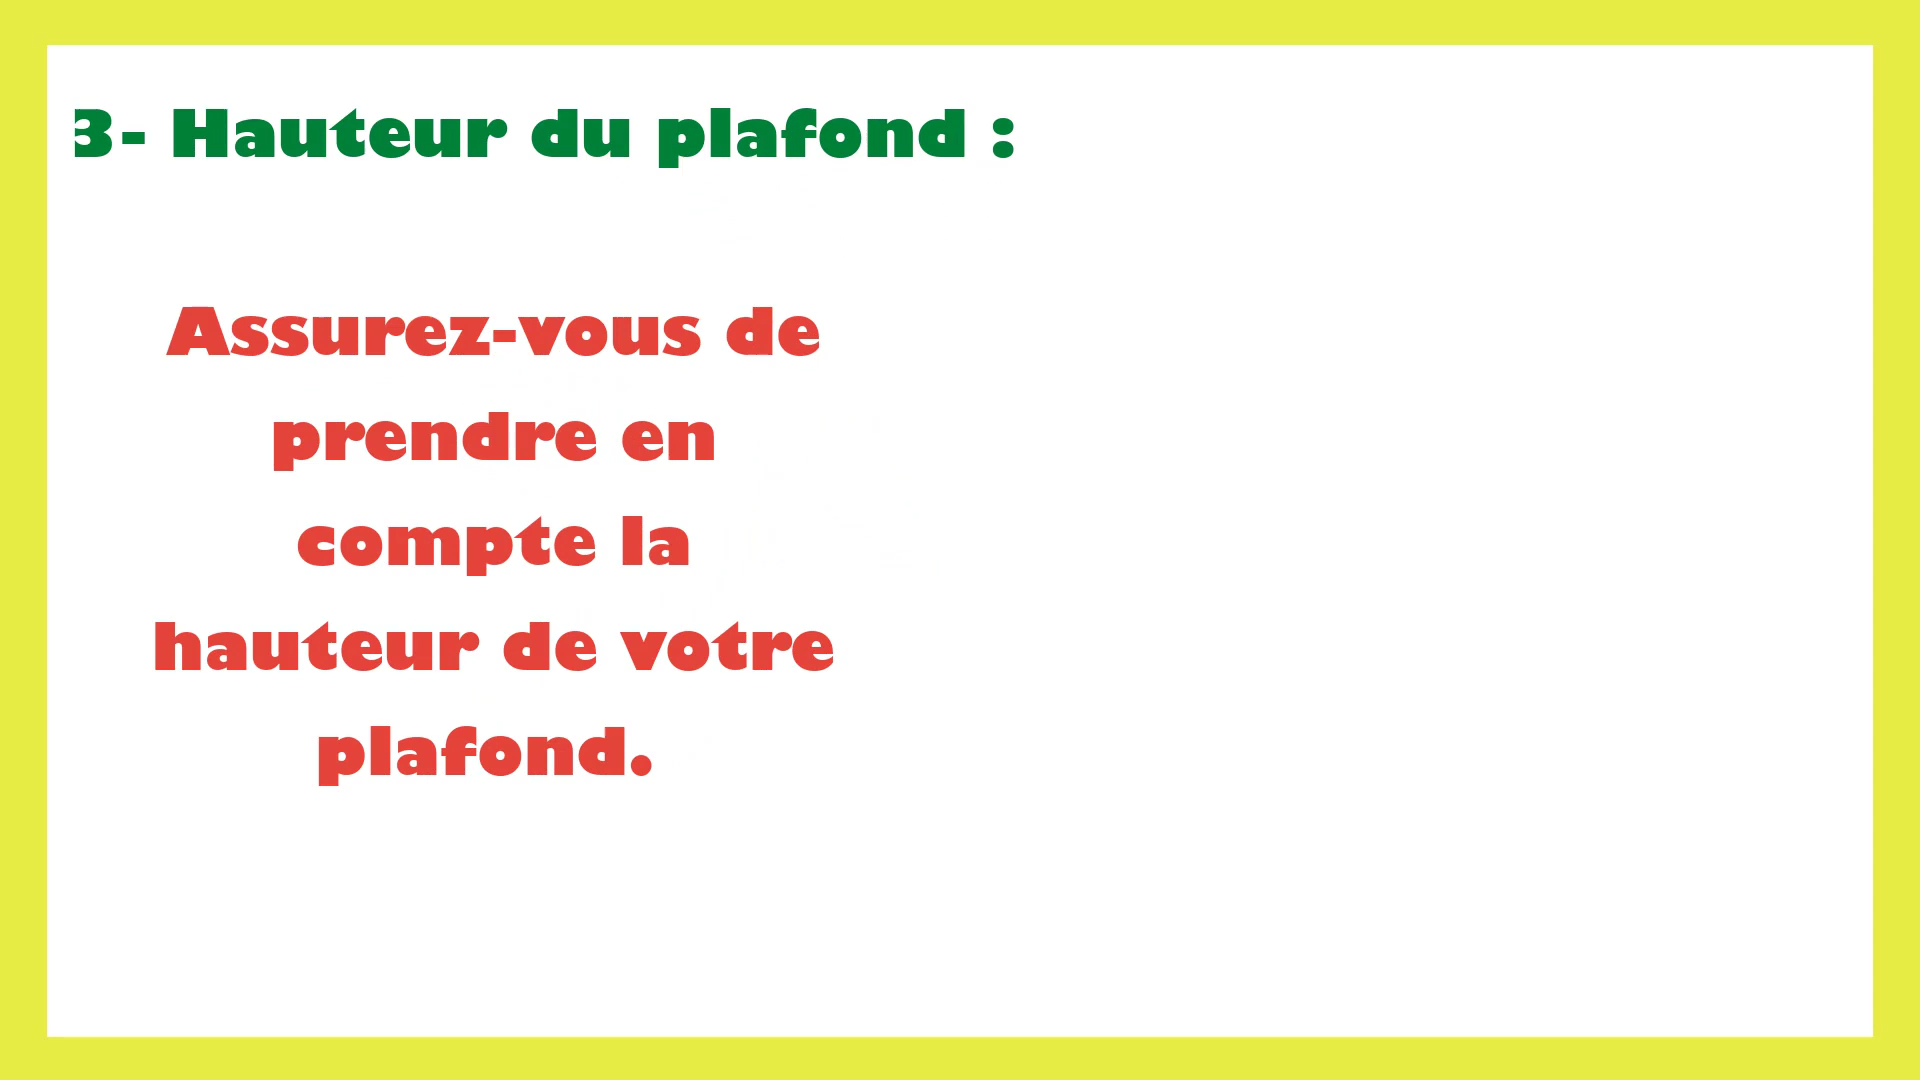 3- Hauteur du plafond :
Assurez-vous de
prendre en
compte la
hauteur de votre
plafond.